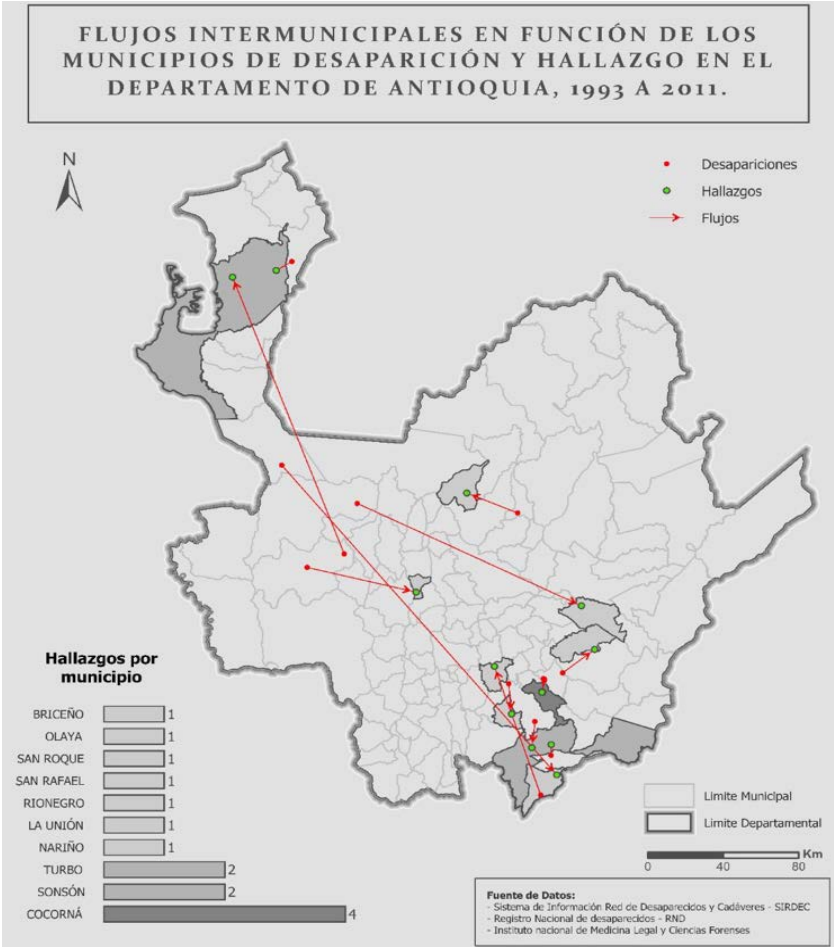 FLUJOS INTERMUNICIPALES EN FUNCIÓN DE LOS
MUNICIPIOS DE DESAPARICIÓN Y HALLAZGO EN EL
DEPARTAMENTO DE ANTIOQUIA, 1993 A 2011.
N
Desapariciones
Hallazgos
Flujos
Hallazgos por
municipio
BRICEÑO 1
OLAYA 1
SAN ROQUE 1
SAN RAFAEL 1
RIONEGRO 1
LA UNIÓN 1
NARIÑO 1
TURBO 2
SONSÓN 2
COCORNÁ 4
Limite Municipal
Limite Departamental
Km
0 40 80
Fuente de Datos:
- Sistema de Información Red de Desaparecidos y Cadáveres - SIRDEC
- Registro Nacional de desaparecidos - RND
- Instituto nacional de Medicina Legal y Ciencias Forenses